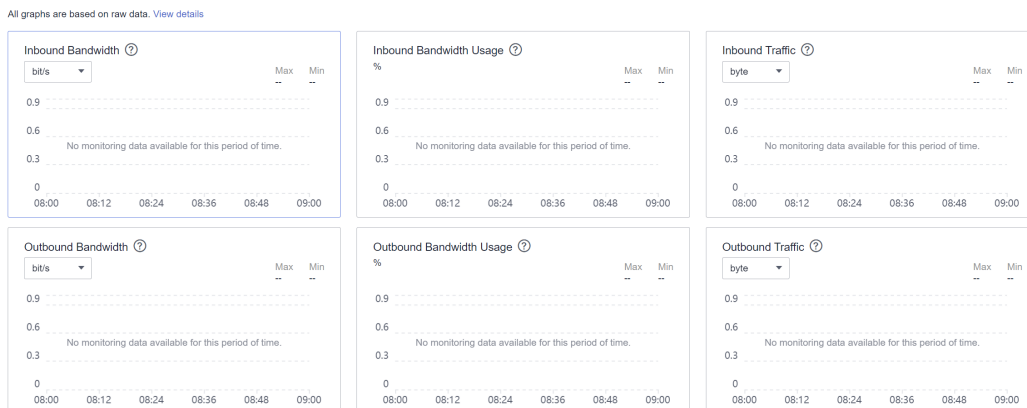 All graphs are based on raw data. View details
Inbound Bandwidth ?
bit/s
Max Min
-- --
0.9
0.6
No monitoring data available for this period of time.
0.3
0
08:00 08:12 08:24 08:36 08:48 09:00
Inbound Bandwidth Usage ?
%
Max Min
-- --
0.9
0.6
No monitoring data available for this period of time.
0.3
0
08:00 08:12 08:24 08:36 08:48 09:00
Inbound Traffic ?
byte
Max Min
-- --
0.9
0.6
No monitoring data available for this period of time.
0.3
0
08:00 08:12 08:24 08:36 08:48 09:00
Outbound Bandwidth ?
bit/s
Max Min
-- --
0.9
0.6
No monitoring data available for this period of time.
0.3
0
08:00 08:12 08:24 08:36 08:48 09:00
Outbound Bandwidth Usage ?
%
Max Min
-- --
0.9
0.6
No monitoring data available for this period of time.
0.3
0
08:00 08:12 08:24 08:36 08:48 09:00
Outbound Traffic ?
byte
Max Min
-- --
0.9
0.6
No monitoring data available for this period of time.
0.3
0
08:00 08:12 08:24 08:36 08:48 09:00